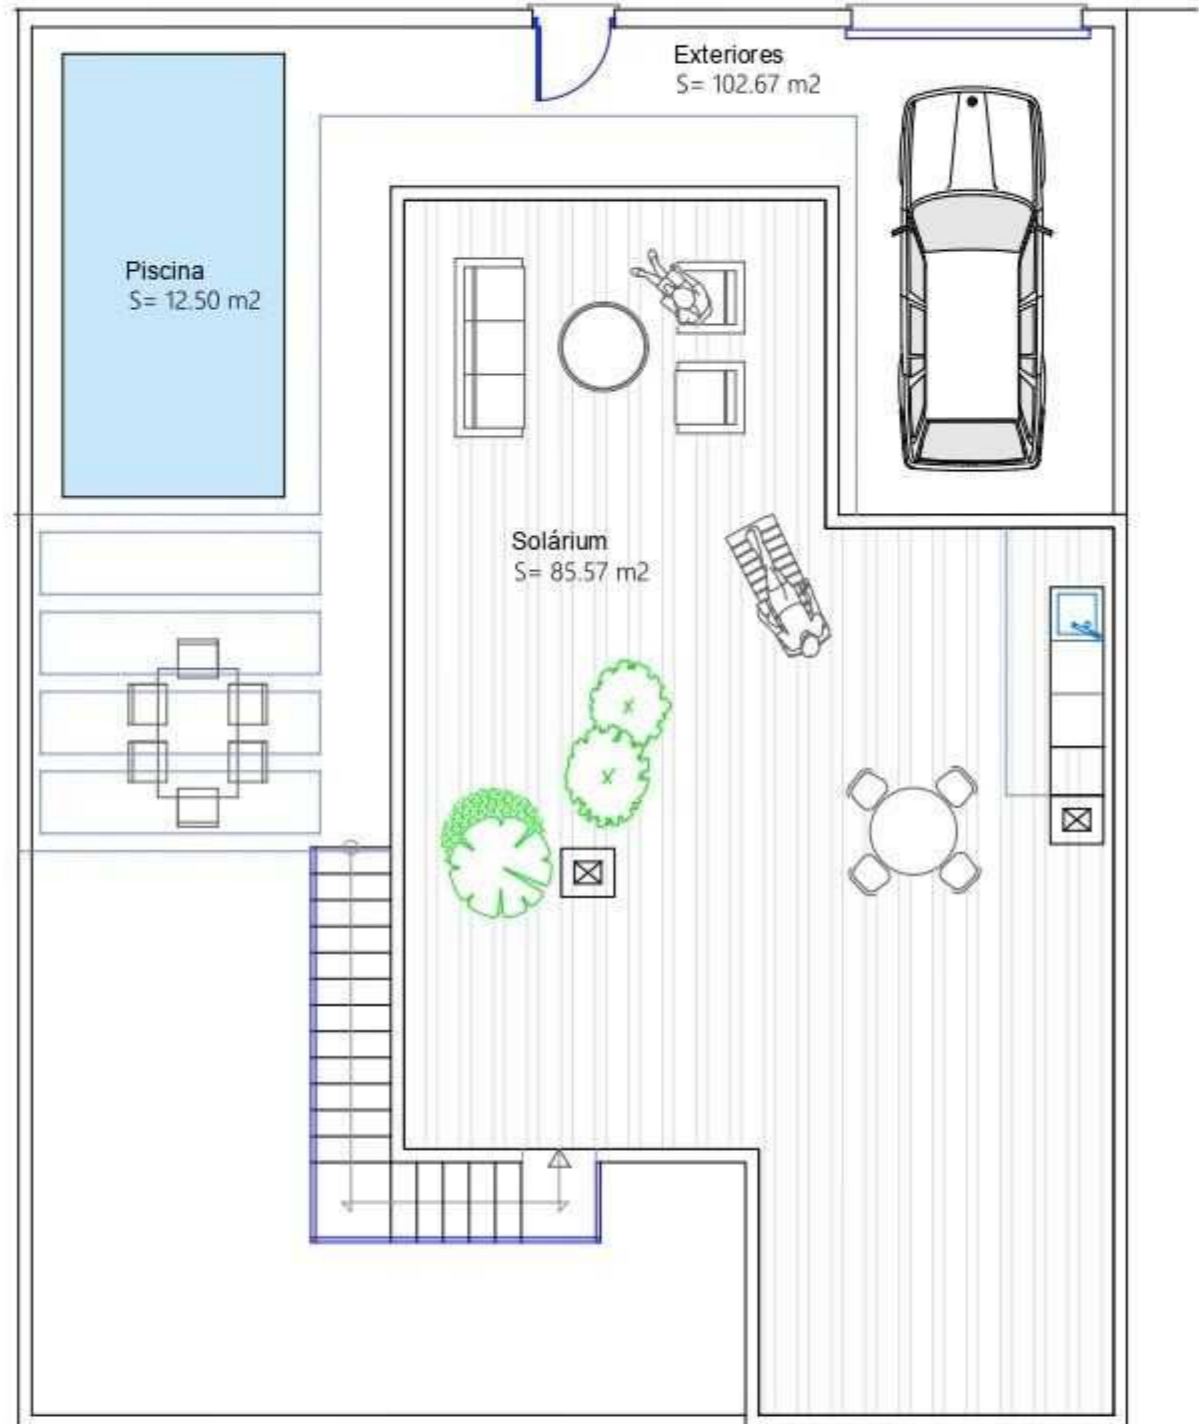 Exteriores
S= 102.67 m2
Piscina
S= 12.50 m2
Solárium
S= 85.57 m2